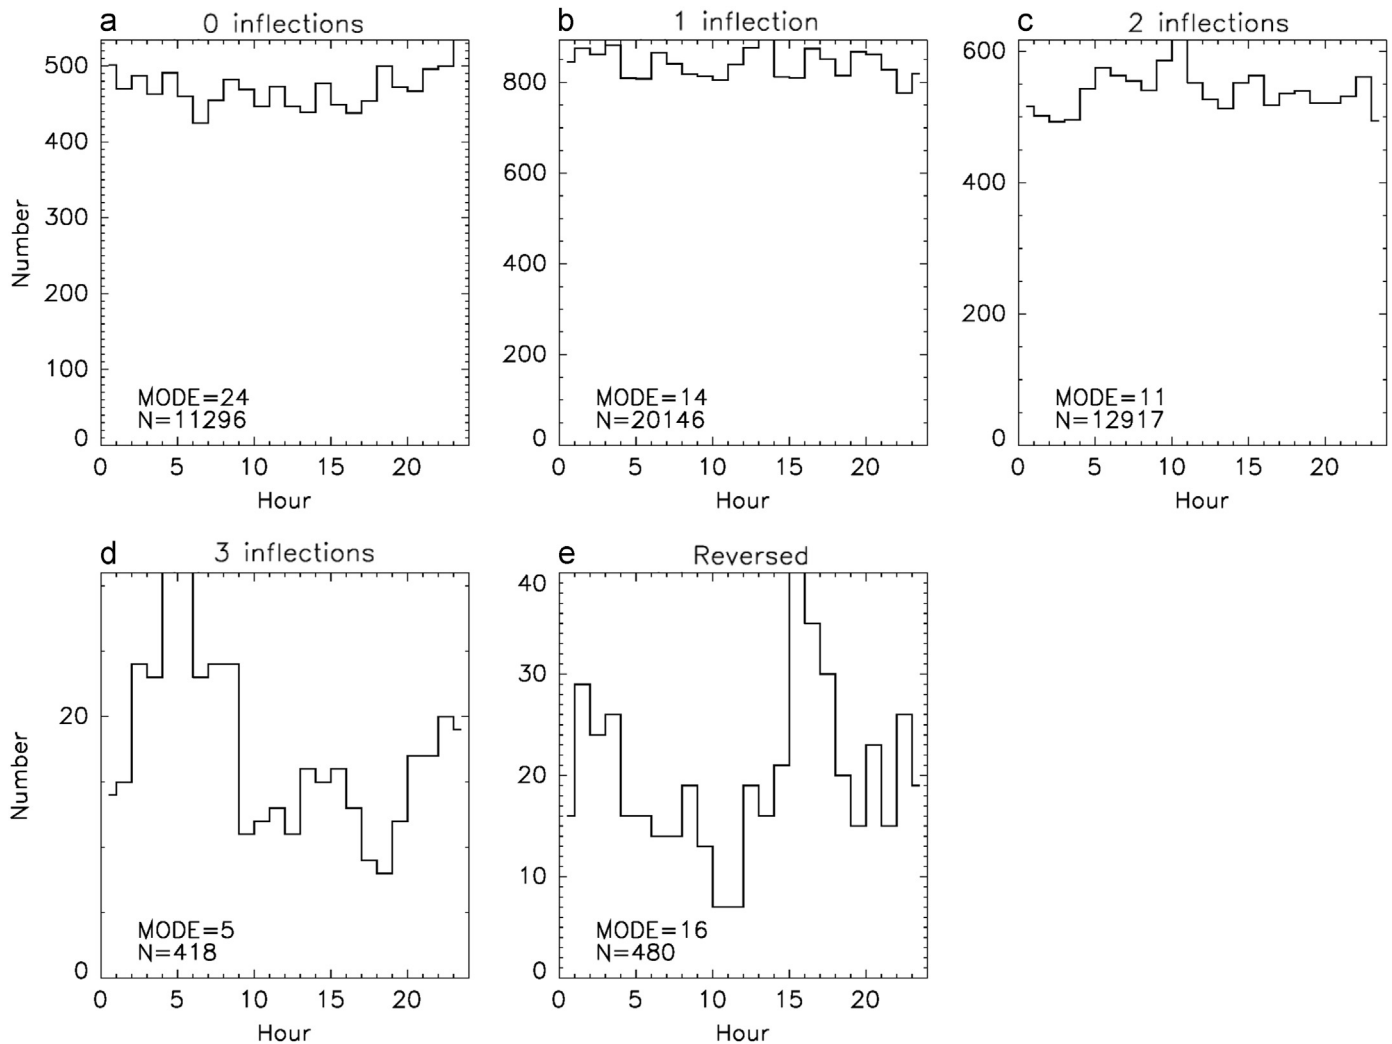 a 0 inflections
500
400
300
200
100
0
Number
MODE=24
N=11296
0 5 10 15 20
Hour
b 1 inflection
800
600
400
200
0
MODE=14
N=20146
0 5 10 15 20
Hour
c 2 inflections
600
400
200
0
MODE=11
N=12917
0 5 10 15 20
Hour
d 3 inflections
20
0
Number
MODE=5
N=418
0 5 10 15 20
Hour
e Reversed
40
30
20
10
0
MODE=16
N=480
0 5 10 15 20
Hour